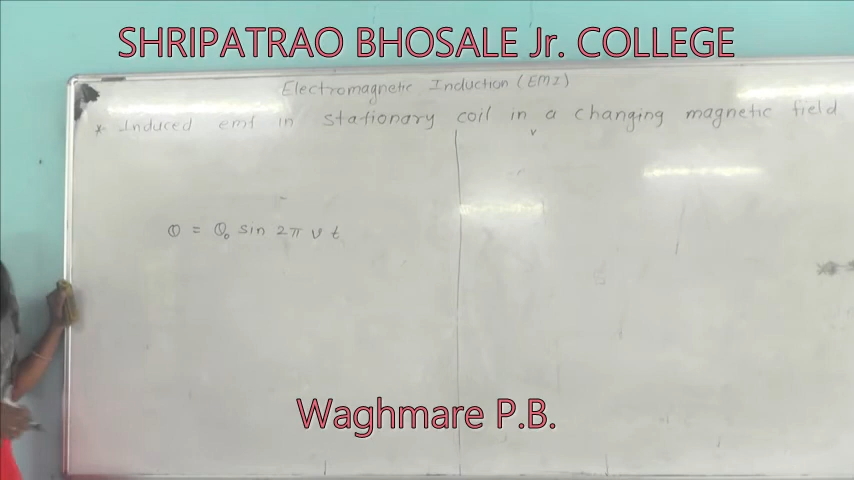 SHRIPATRAO BHOSALE Jr. COLLEGE
Electromagnetic Induction (EMI)
* Induced emf in stationary coil in a changing magnetic field
Θ = Θ₀ sin 2π ν t
Waghmare P.B.